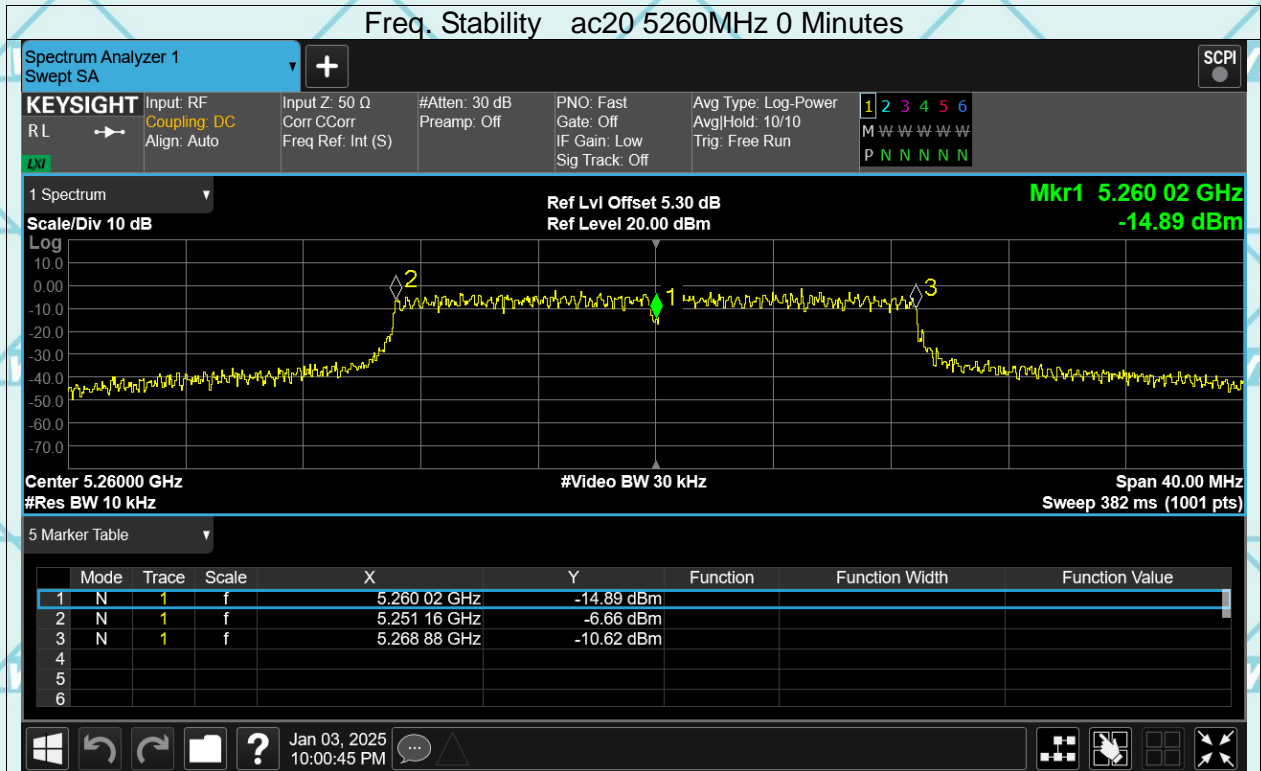 Freq. Stability ac20 5260MHz 0 Minutes
Spectrum Analyzer 1
Swept SA
SCPI
KEYSIGHT
R L
LXI
Input: RF
Coupling: DC
Align: Auto
Input Z: 50 Ω
Corr CCorr
Freq Ref: Int (S)
#Atten: 30 dB
Preamp: Off
PNO: Fast
Gate: Off
IF Gain: Low
Sig Track: Off
Avg Type: Log-Power
Avg|Hold: 10/10
Trig: Free Run
1 2 3 4 5 6
M W W W W W
P N N N N N
1 Spectrum
Scale/Div 10 dB
Ref Lvl Offset 5.30 dB
Ref Level 20.00 dBm
Mkr1 5.260 02 GHz
-14.89 dBm
Log
10.0
0.00
-10.0
-20.0
-30.0
-40.0
-50.0
-60.0
-70.0
2
1
3
Center 5.26000 GHz
#Res BW 10 kHz
#Video BW 30 kHz
Span 40.00 MHz
Sweep 382 ms (1001 pts)
5 Marker Table
Mode Trace Scale X Y Function Function Width Function Value
1 N 1 f 5.260 02 GHz -14.89 dBm
2 N 1 f 5.251 16 GHz -6.66 dBm
3 N 1 f 5.268 88 GHz -10.62 dBm
4
5
6
?
Jan 03, 2025
10:00:45 PM